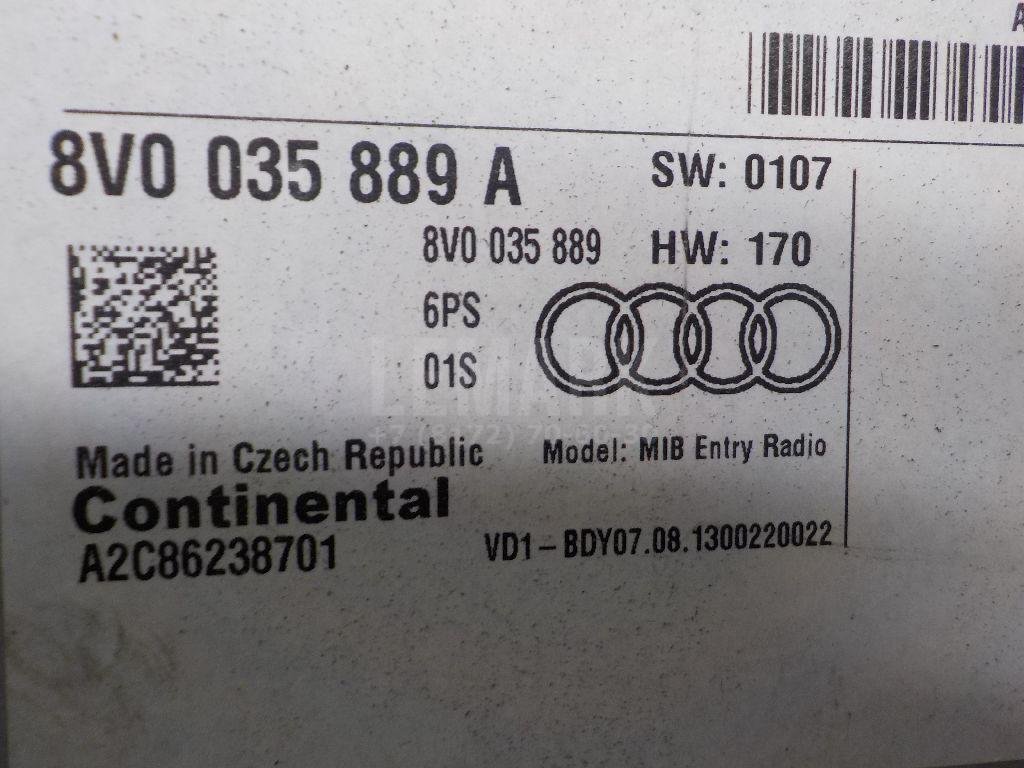 A
8V0 035 889 A SW: 0107
8V0 035 889 HW: 170
6PS
01S
LEMARK
Made in Czech Republic Model: MIB Entry Radio
Continental
A2C86238701 VD1-BDY07.08.1300220022